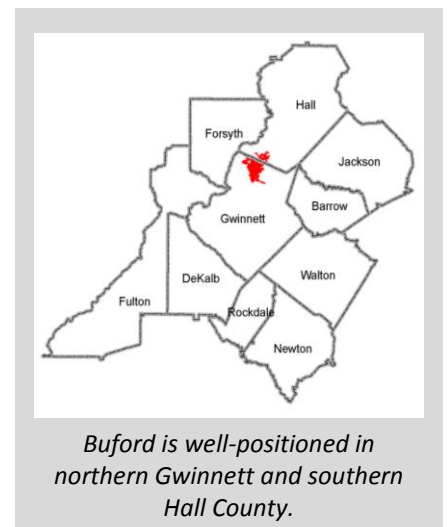 Hall
Forsyth
Jackson
Barrow
Gwinnett
Walton
DeKalb
Fulton
Rockdale
Newton
Buford is well-positioned in
northern Gwinnett and southern
Hall County.